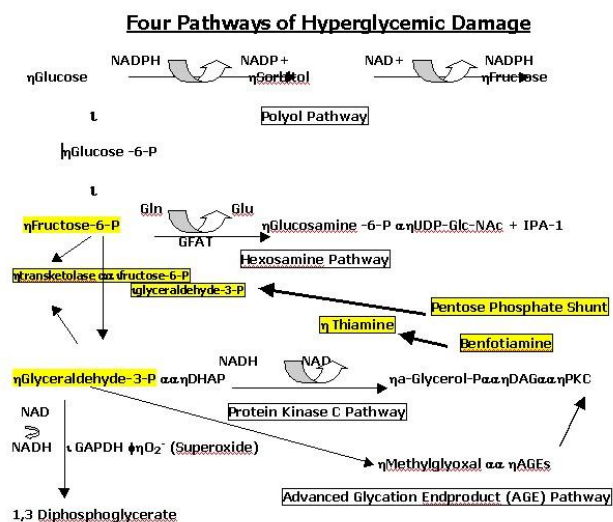 Four Pathways of Hyperglycemic Damage
NADPH NADP+ NAD+ NADPH
ηGlucose ηSorbitol ηFructose
ι Polyol Pathway
ηGlucose -6-P
ι
Gln Glu
ηFructose-6-P ηGlucosamine -6-P αηUDP-Glc-NAc + IPA-1
GFAT
Hexosamine Pathway
ηtransketolase αα ιfructose-6-P
ιglyceraldehyde-3-P
Pentose Phosphate Shunt
η Thiamine
Benfotiamine
NADH NAD
ηGlyceraldehyde-3-P ααηDHAP ηa-Glycerol-PααηDAGααηPKC
Protein Kinase C Pathway
NAD
NADH ι GAPDH ϕηO₂⁻ (Superoxide)
ηMethylglyoxal αα ηAGEs
Advanced Glycation Endproduct (AGE) Pathway
1,3 Diphosphoglycerate